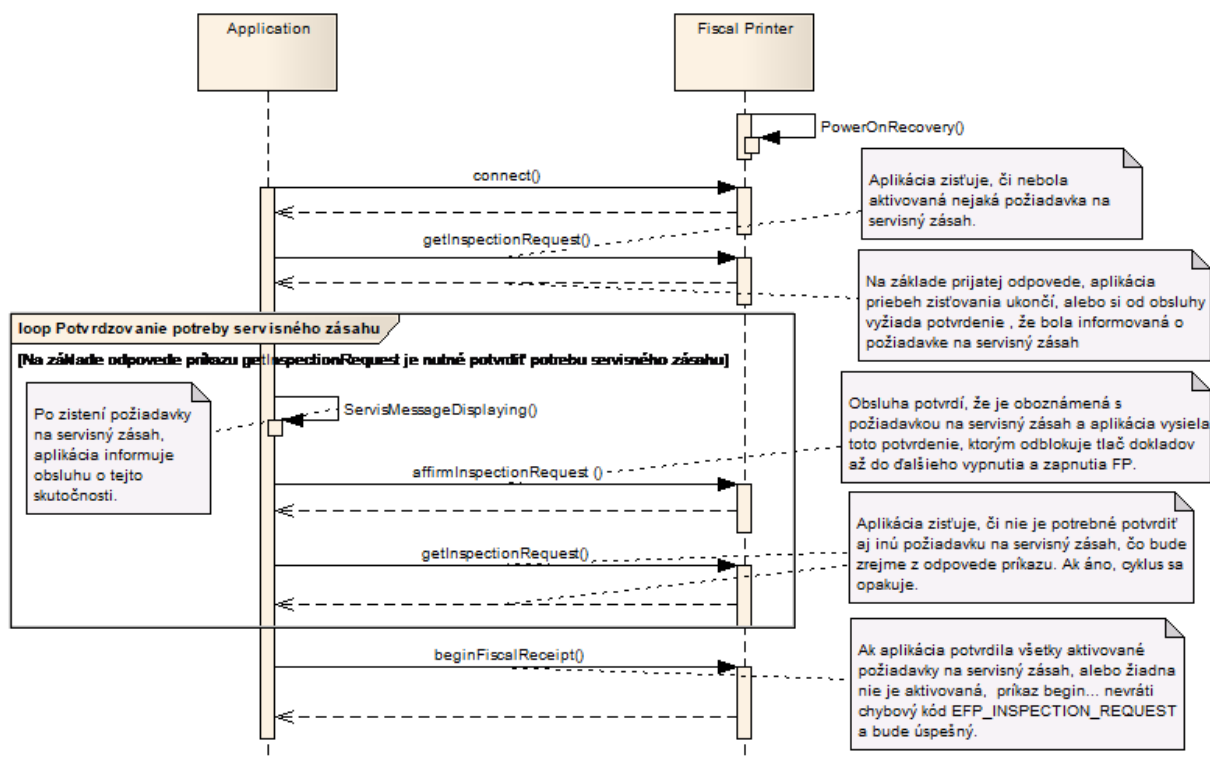 Application
Fiscal Printer
PowerOnRecovery()
connect()
Aplikácia zisťuje, či nebola
aktivovaná nejaká požiadavka na
servisný zásah.
getInspectionRequest()
Na základe prijatej odpovede, aplikácia
priebeh zisťovania ukončí, alebo si od obsluhy
vyžiada potvrdenie , že bola informovaná o
požiadavke na servisný zásah
loop Potvrdzovanie potreby servisného zásahu
[Na základe odpovede príkazu getInspectionRequest je nutné potvrdiť potrebu servisného zásahu]
Po zistení požiadavky
na servisný zásah,
aplikácia informuje
obsluhu o tejto
skutočnosti.
ServisMessageDisplaying()
Obsluha potvrdí, že je oboznámená s
požiadavkou na servisný zásah a aplikácia vysiela
toto potvrdenie, ktorým odblokuje tlač dokladov
až do ďalšieho vypnutia a zapnutia FP.
affirmInspectionRequest ()
Aplikácia zisťuje, či nie je potrebné potvrdiť
aj inú požiadavku na servisný zásah, čo bude
zrejme z odpovede príkazu. Ak áno, cyklus sa
opakuje.
getInspectionRequest()
beginFiscalReceipt()
Ak aplikácia potvrdila všetky aktivované
požiadavky na servisný zásah, alebo žiadna
nie je aktivovaná, príkaz begin... nevráti
chybový kód EFP_INSPECTION_REQUEST
a bude úspešný.